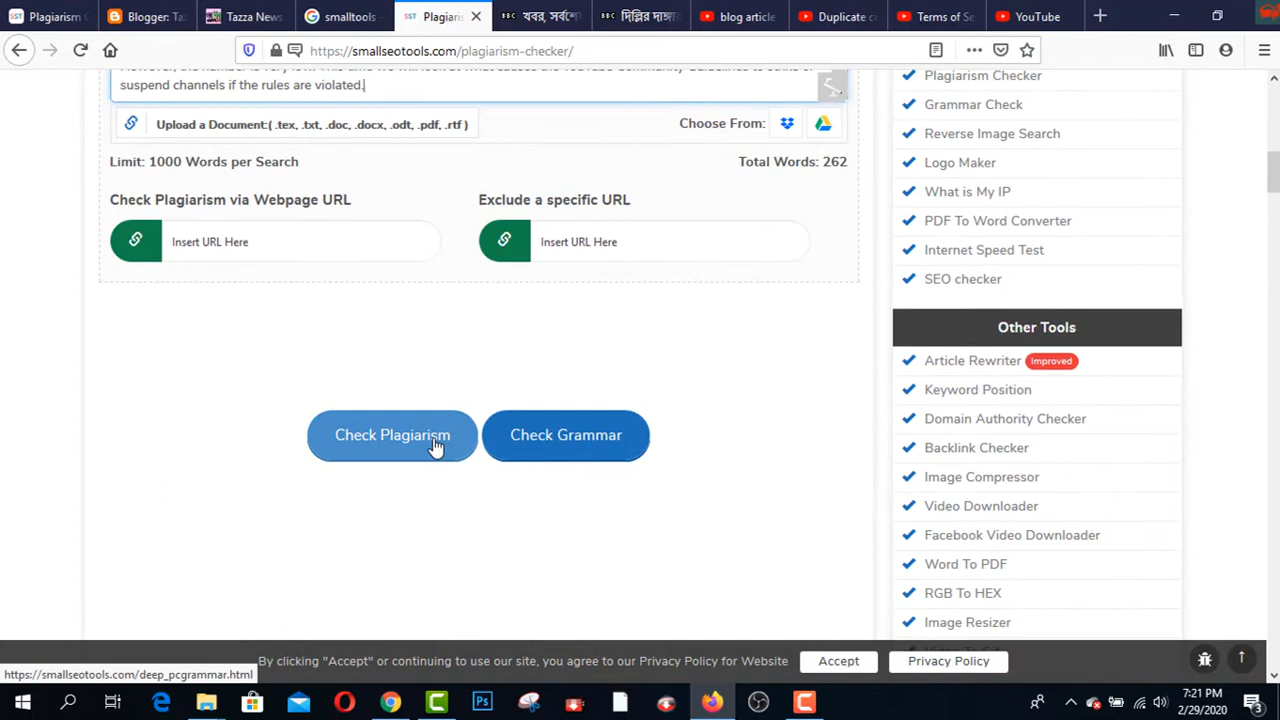 Plagiarism C
Blogger: Ta
Tazza News
smalltools
Plagiaris
খবর, সর্বশে
দিল্লির দাঙ্গা
blog article
Duplicate c
Terms of Se
YouTube
https://smallseotools.com/plagiarism-checker/
suspend channels if the rules are violated.
Upload a Document:( .tex, .txt, .doc, .docx, .odt, .pdf, .rtf )
Choose From:
Limit: 1000 Words per Search
Total Words: 262
Check Plagiarism via Webpage URL
Exclude a specific URL
Insert URL Here
Insert URL Here
Check Plagiarism
Check Grammar
Plagiarism Checker
Grammar Check
Reverse Image Search
Logo Maker
What is My IP
PDF To Word Converter
Internet Speed Test
SEO checker
Other Tools
Article Rewriter Improved
Keyword Position
Domain Authority Checker
Backlink Checker
Image Compressor
Video Downloader
Facebook Video Downloader
Word To PDF
RGB To HEX
Image Resizer
By clicking "Accept" or continuing to use our site, you agree to our Privacy Policy for Website
Accept
Privacy Policy
https://smallseotools.com/deep_pcgrammar.html
7:21 PM
2/29/2020